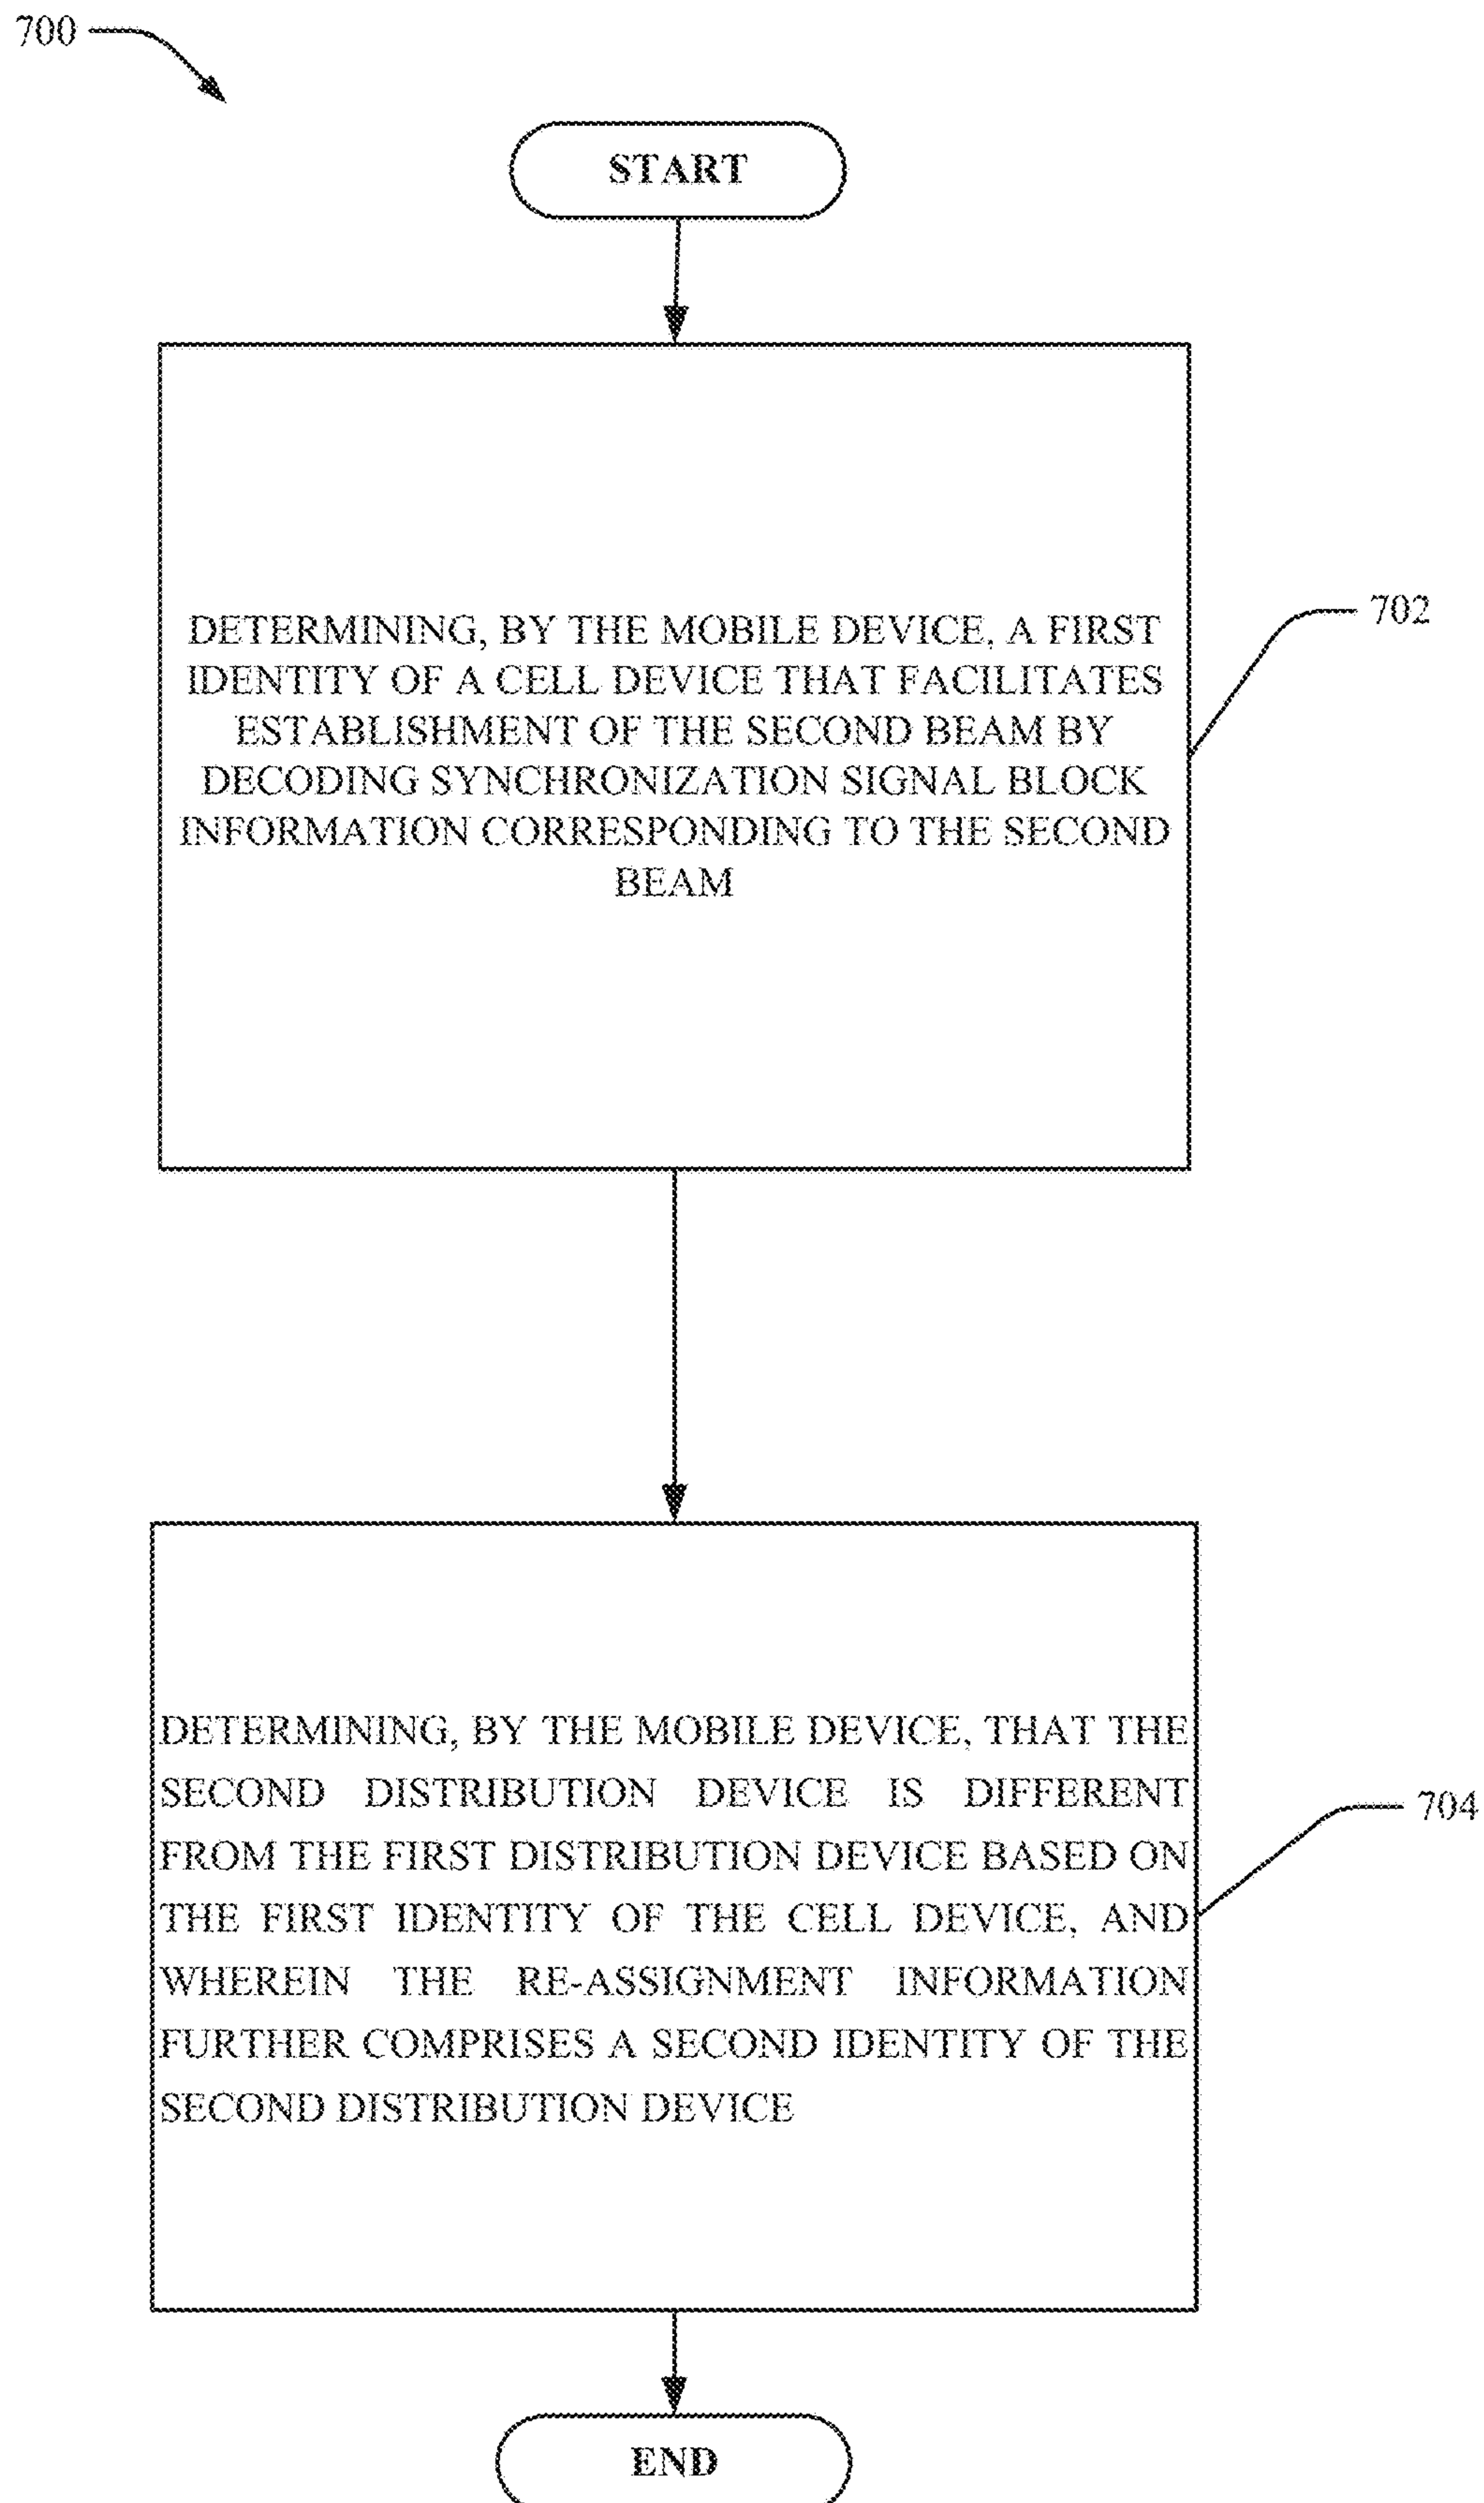 700
START
DETERMINING, BY THE MOBILE DEVICE, A FIRST
IDENTITY OF A CELL DEVICE THAT FACILITATES
ESTABLISHMENT OF THE SECOND BEAM BY
DECODING SYNCHRONIZATION SIGNAL BLOCK
INFORMATION CORRESPONDING TO THE SECOND
BEAM
702
DETERMINING, BY THE MOBILE DEVICE, THAT THE
SECOND DISTRIBUTION DEVICE IS DIFFERENT
FROM THE FIRST DISTRIBUTION DEVICE BASED ON
THE FIRST IDENTITY OF THE CELL DEVICE, AND
WHEREIN THE RE-ASSIGNMENT INFORMATION
FURTHER COMPRISES A SECOND IDENTITY OF THE
SECOND DISTRIBUTION DEVICE
704
END